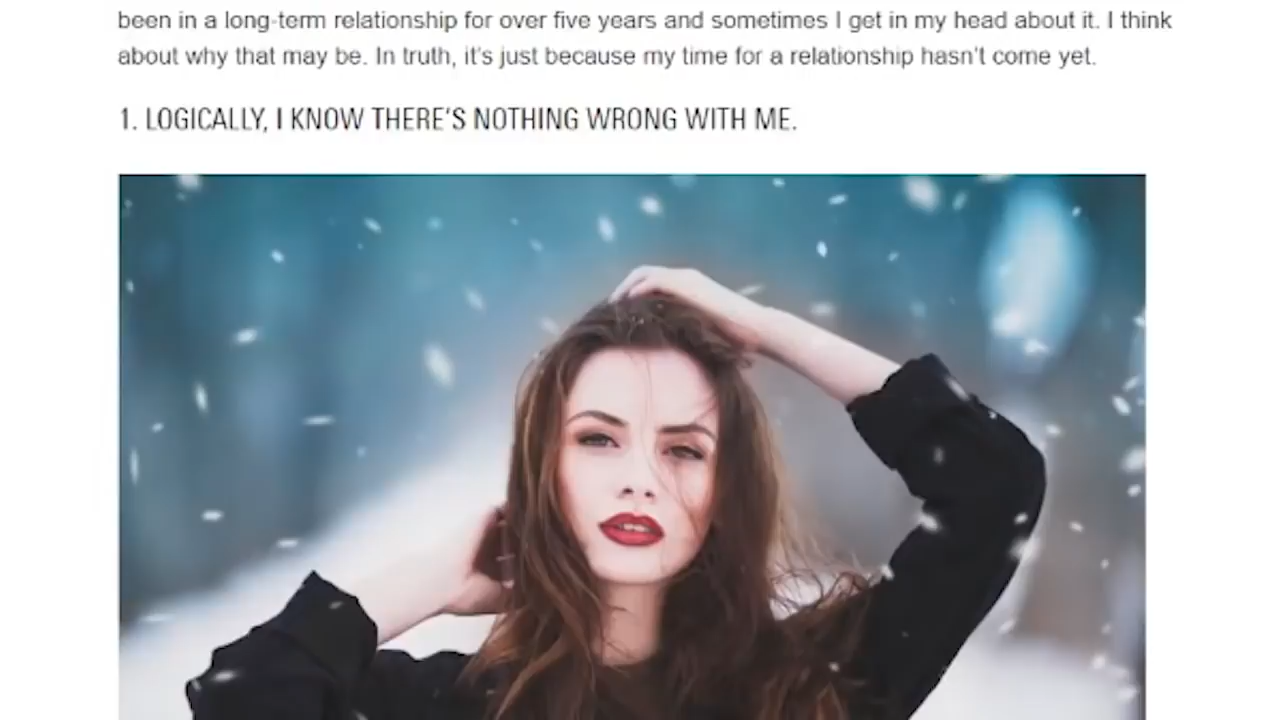 been in a long-term relationship for over five years and sometimes I get in my head about it. I think
about why that may be. In truth, it's just because my time for a relationship hasn't come yet.
1. LOGICALLY, I KNOW THERE'S NOTHING WRONG WITH ME.